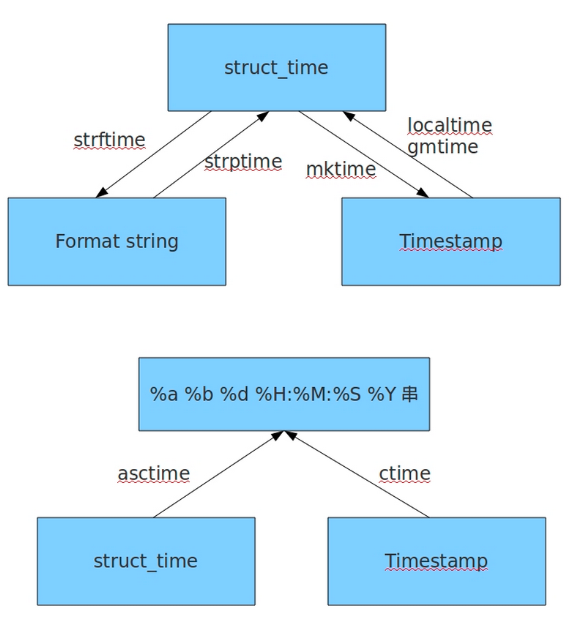 struct_time
strftime
strptime
mktime
localtime
gmtime
Format string
Timestamp
%a %b %d %H:%M:%S %Y 串
asctime
ctime
struct_time
Timestamp